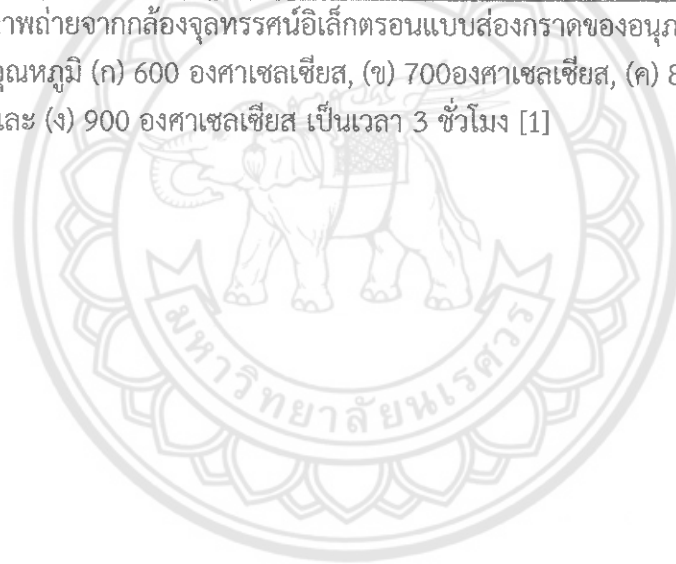 าพถ่ายจากกล้องจุลทรรศน์อิเล็กตรอนแบบส่องกราดของอนุภ
อุณหภูมิ (ก) 600 องศาเซลเซียส, (ข) 700องศาเซลเซียส, (ค) 8
และ (ง) 900 องศาเซลเซียส เป็นเวลา 3 ชั่วโมง [1]
มหาวิทยาลัยนเรศวร